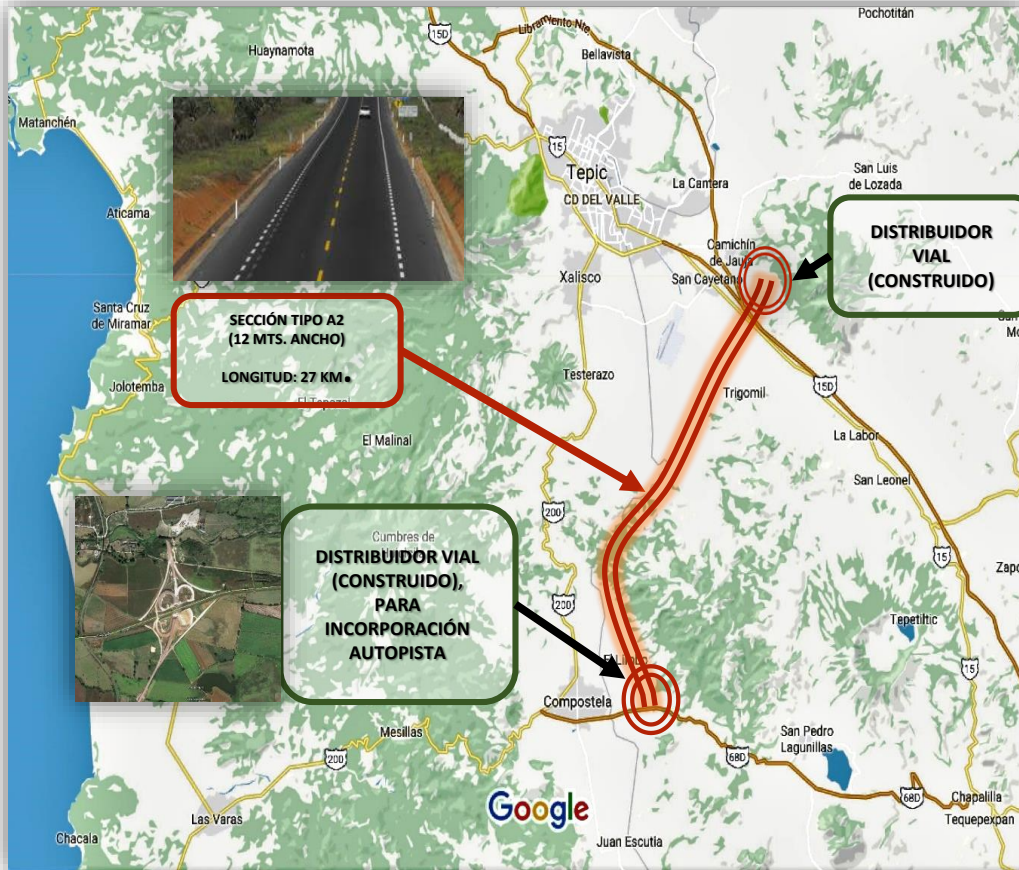 Pochotitán
15D
Libramiento Nte.
Huaynamota
Bellavista
Matanchén
15
Tepic
CD DEL VALLE
La Cantera
San Luis
de Lozada
Aticama
Camichín
de Jauja
San Cayetano
Xalisco
DISTRIBUIDOR
VIAL
(CONSTRUIDO)
Santa Cruz
de Miramar
SECCIÓN TIPO A2
(12 MTS. ANCHO)
LONGITUD: 27 KM.
Testerazo
Jolotemba
Trigomil
15D
El Malinal
La Labor
San Leonel
200
Cumbres de
DISTRIBUIDOR VIAL
(CONSTRUIDO),
PARA
INCORPORACIÓN
AUTOPISTA
15
200
Tepetiltic
15
Compostela
Mesillas
San Pedro
Lagunillas
200
68D
68D
Google
Las Varas
Chapalilla
Tequepexpan
Chacala
Juan Escutia